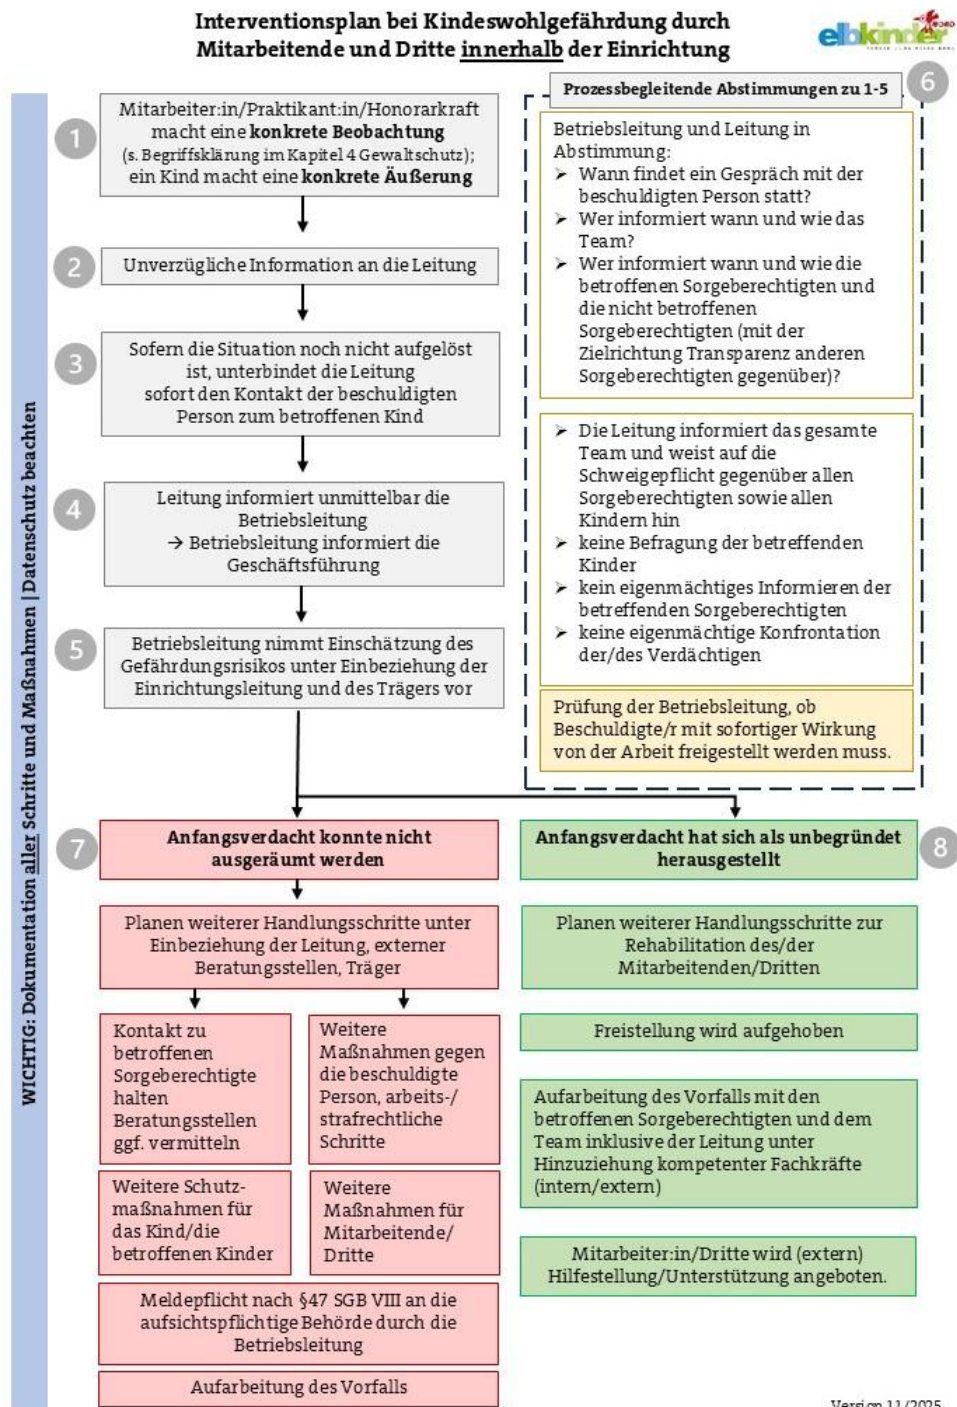 Interventionsplan bei Kindeswohlgefährdung durch
Mitarbeitende und Dritte innerhalb der Einrichtung
elbkinder
WICHTIG: Dokumentation aller Schritte und Maßnahmen | Datenschutz beachten
1
Mitarbeiter:in/Praktikant:in/Honorarkraft
macht eine konkrete Beobachtung
(s. Begriffsklärung im Kapitel 4 Gewaltschutz);
ein Kind macht eine konkrete Äußerung
2
Unverzügliche Information an die Leitung
3
Sofern die Situation noch nicht aufgelöst
ist, unterbindet die Leitung
sofort den Kontakt der beschuldigten
Person zum betroffenen Kind
4
Leitung informiert unmittelbar die
Betriebsleitung
→ Betriebsleitung informiert die
Geschäftsführung
5
Betriebsleitung nimmt Einschätzung des
Gefährdungsrisikos unter Einbeziehung der
Einrichtungsleitung und des Trägers vor
6
Prozessbegleitende Abstimmungen zu 1-5
Betriebsleitung und Leitung in
Abstimmung:
➢ Wann findet ein Gespräch mit der
beschuldigten Person statt?
➢ Wer informiert wann und wie das
Team?
➢ Wer informiert wann und wie die
betroffenen Sorgeberechtigten und
die nicht betroffenen
Sorgeberechtigten (mit der
Zielrichtung Transparenz anderen
Sorgeberechtigten gegenüber)?
➢ Die Leitung informiert das gesamte
Team und weist auf die
Schweigepflicht gegenüber allen
Sorgeberechtigten sowie allen
Kindern hin
➢ keine Befragung der betreffenden
Kinder
➢ kein eigenmächtiges Informieren der
betreffenden Sorgeberechtigten
➢ keine eigenmächtige Konfrontation
der/des Verdächtigen
Prüfung der Betriebsleitung, ob
Beschuldigte/r mit sofortiger Wirkung
von der Arbeit freigestellt werden muss.
7
Anfangsverdacht konnte nicht
ausgeräumt werden
Planen weiterer Handlungsschritte unter
Einbeziehung der Leitung, externer
Beratungsstellen, Träger
Kontakt zu
betroffenen
Sorgeberechtigte
halten
Beratungsstellen
ggf. vermitteln
Weitere
Maßnahmen gegen
die beschuldigte
Person, arbeits-/
strafrechtliche
Schritte
Weitere Schutz-
maßnahmen für
das Kind/die
betroffenen Kinder
Weitere
Maßnahmen für
Mitarbeitende/
Dritte
Meldepflicht nach §47 SGB VIII an die
aufsichtspflichtige Behörde durch die
Betriebsleitung
Aufarbeitung des Vorfalls
8
Anfangsverdacht hat sich als unbegründet
herausgestellt
Planen weiterer Handlungsschritte zur
Rehabilitation des/der
Mitarbeitenden/Dritten
Freistellung wird aufgehoben
Aufarbeitung des Vorfalls mit den
betroffenen Sorgeberechtigten und dem
Team inklusive der Leitung unter
Hinzuziehung kompetenter Fachkräfte
(intern/extern)
Mitarbeiter:in/Dritte wird (extern)
Hilfestellung/Unterstützung angeboten.
Version 11/2025